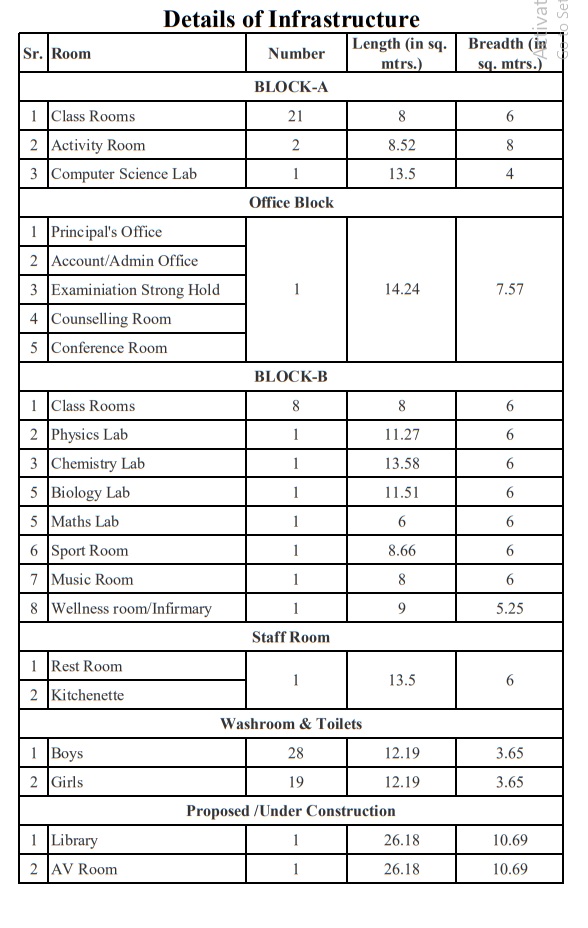 Details of Infrastructure
Sr. Room Number Length (in sq. mtrs.) Breadth (in sq. mtrs.)
BLOCK-A
1 Class Rooms 21 8 6
2 Activity Room 2 8.52 8
3 Computer Science Lab 1 13.5 4
Office Block
1 Principal's Office
2 Account/Admin Office
3 Examiniation Strong Hold 1 14.24 7.57
4 Counselling Room
5 Conference Room
BLOCK-B
1 Class Rooms 8 8 6
2 Physics Lab 1 11.27 6
3 Chemistry Lab 1 13.58 6
5 Biology Lab 1 11.51 6
5 Maths Lab 1 6 6
6 Sport Room 1 8.66 6
7 Music Room 1 8 6
8 Wellness room/Infirmary 1 9 5.25
Staff Room
1 Rest Room 1 13.5 6
2 Kitchenette
Washroom & Toilets
1 Boys 28 12.19 3.65
2 Girls 19 12.19 3.65
Proposed /Under Construction
1 Library 1 26.18 10.69
2 AV Room 1 26.18 10.69